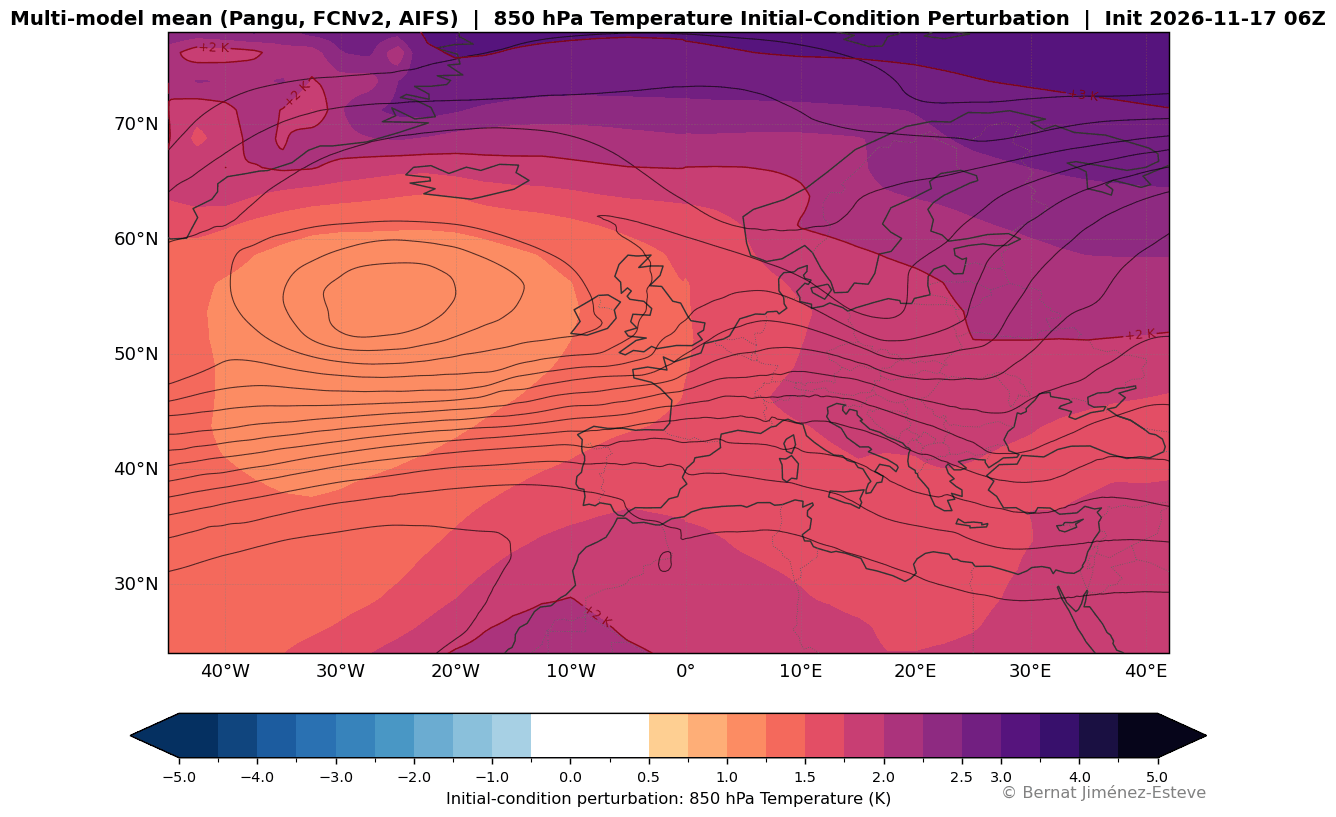 Multi-model mean (Pangu, FCNv2, AIFS)  |  850 hPa Temperature Initial-Condition Perturbation  |  Init 2026-11-17 06Z
+2 K
+2 K
+2 K
70°N
60°N
+2 K
50°N
40°N
30°N
+2 K
40°W 30°W 20°W 10°W 0° 10°E 20°E 30°E 40°E
−5.0 −4.0 −3.0 −2.0 −1.0 0.0 0.5 1.0 1.5 2.0 2.5 3.0 4.0 5.0
Initial-condition perturbation: 850 hPa Temperature (K)
© Bernat Jiménez-Esteve